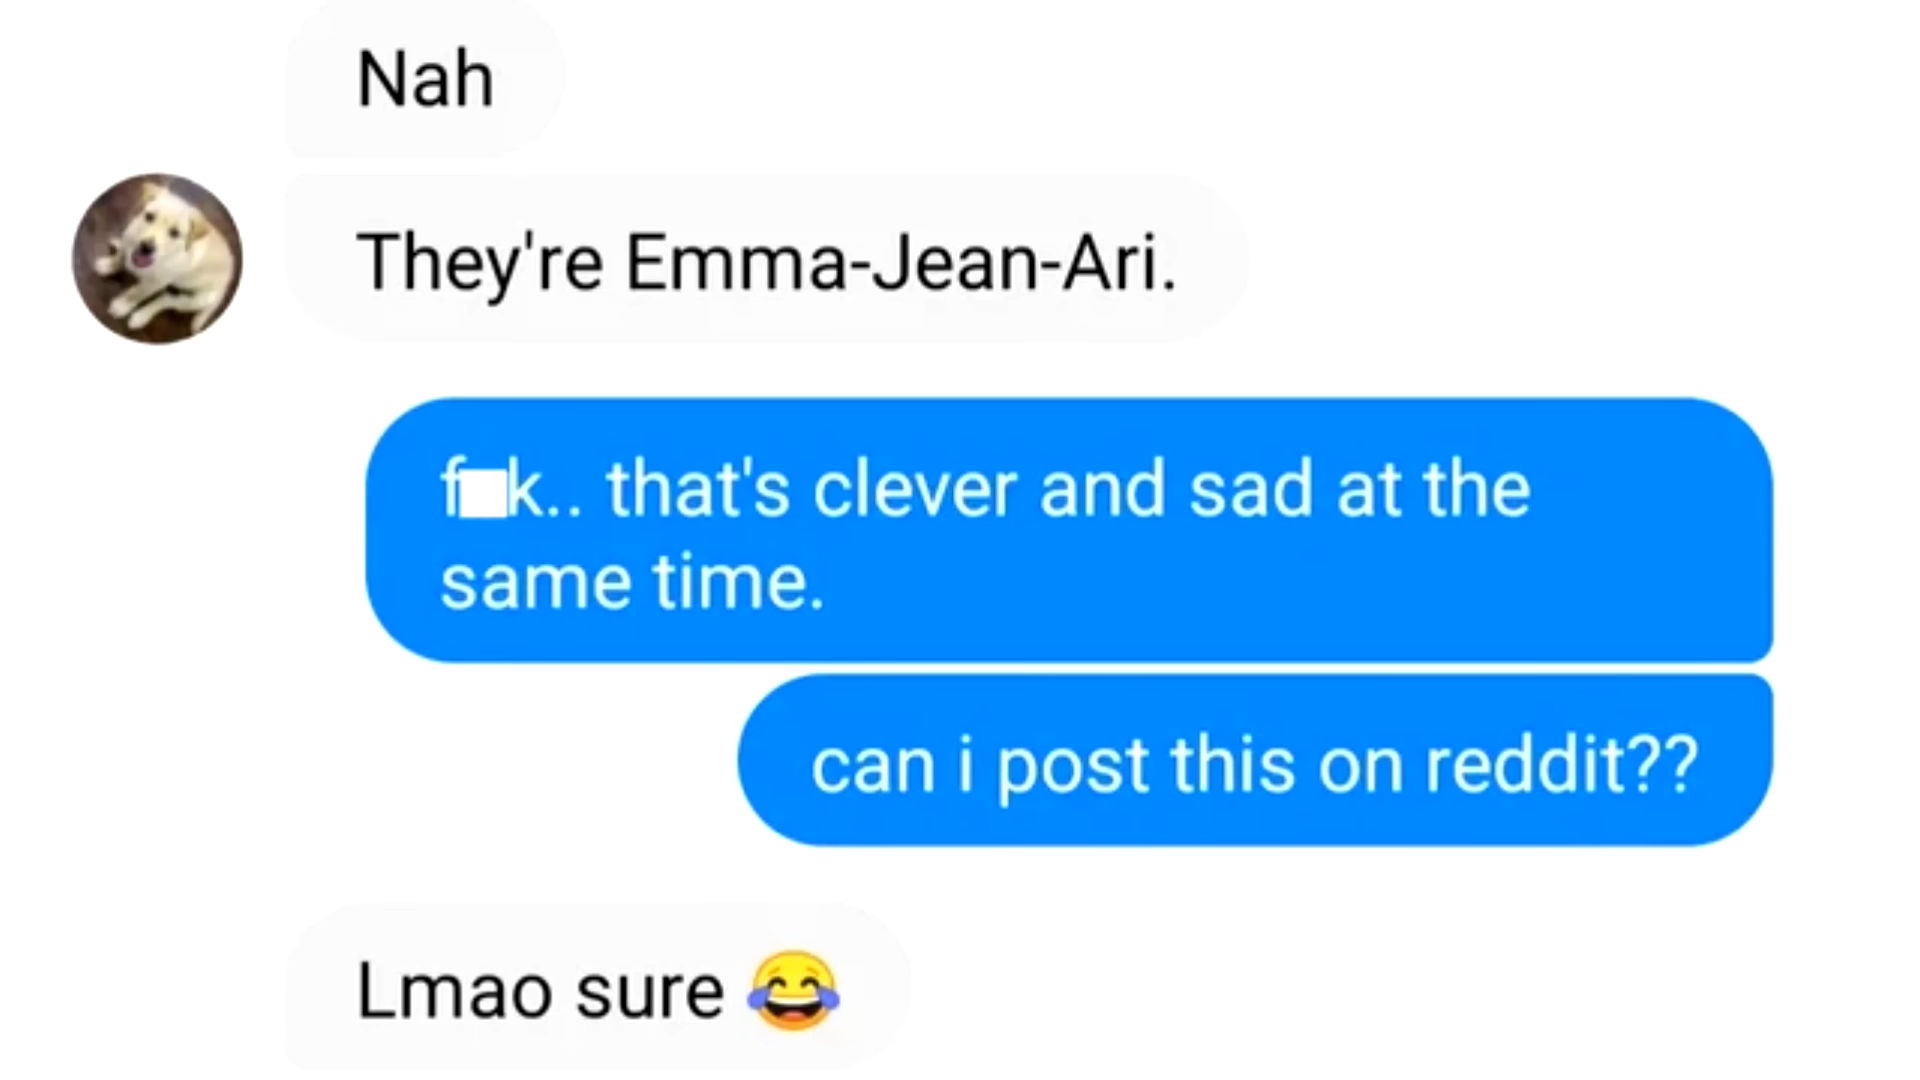 Nah
They're Emma-Jean-Ari.
f□k.. that's clever and sad at the
same time.
can i post this on reddit??
Lmao sure 😂